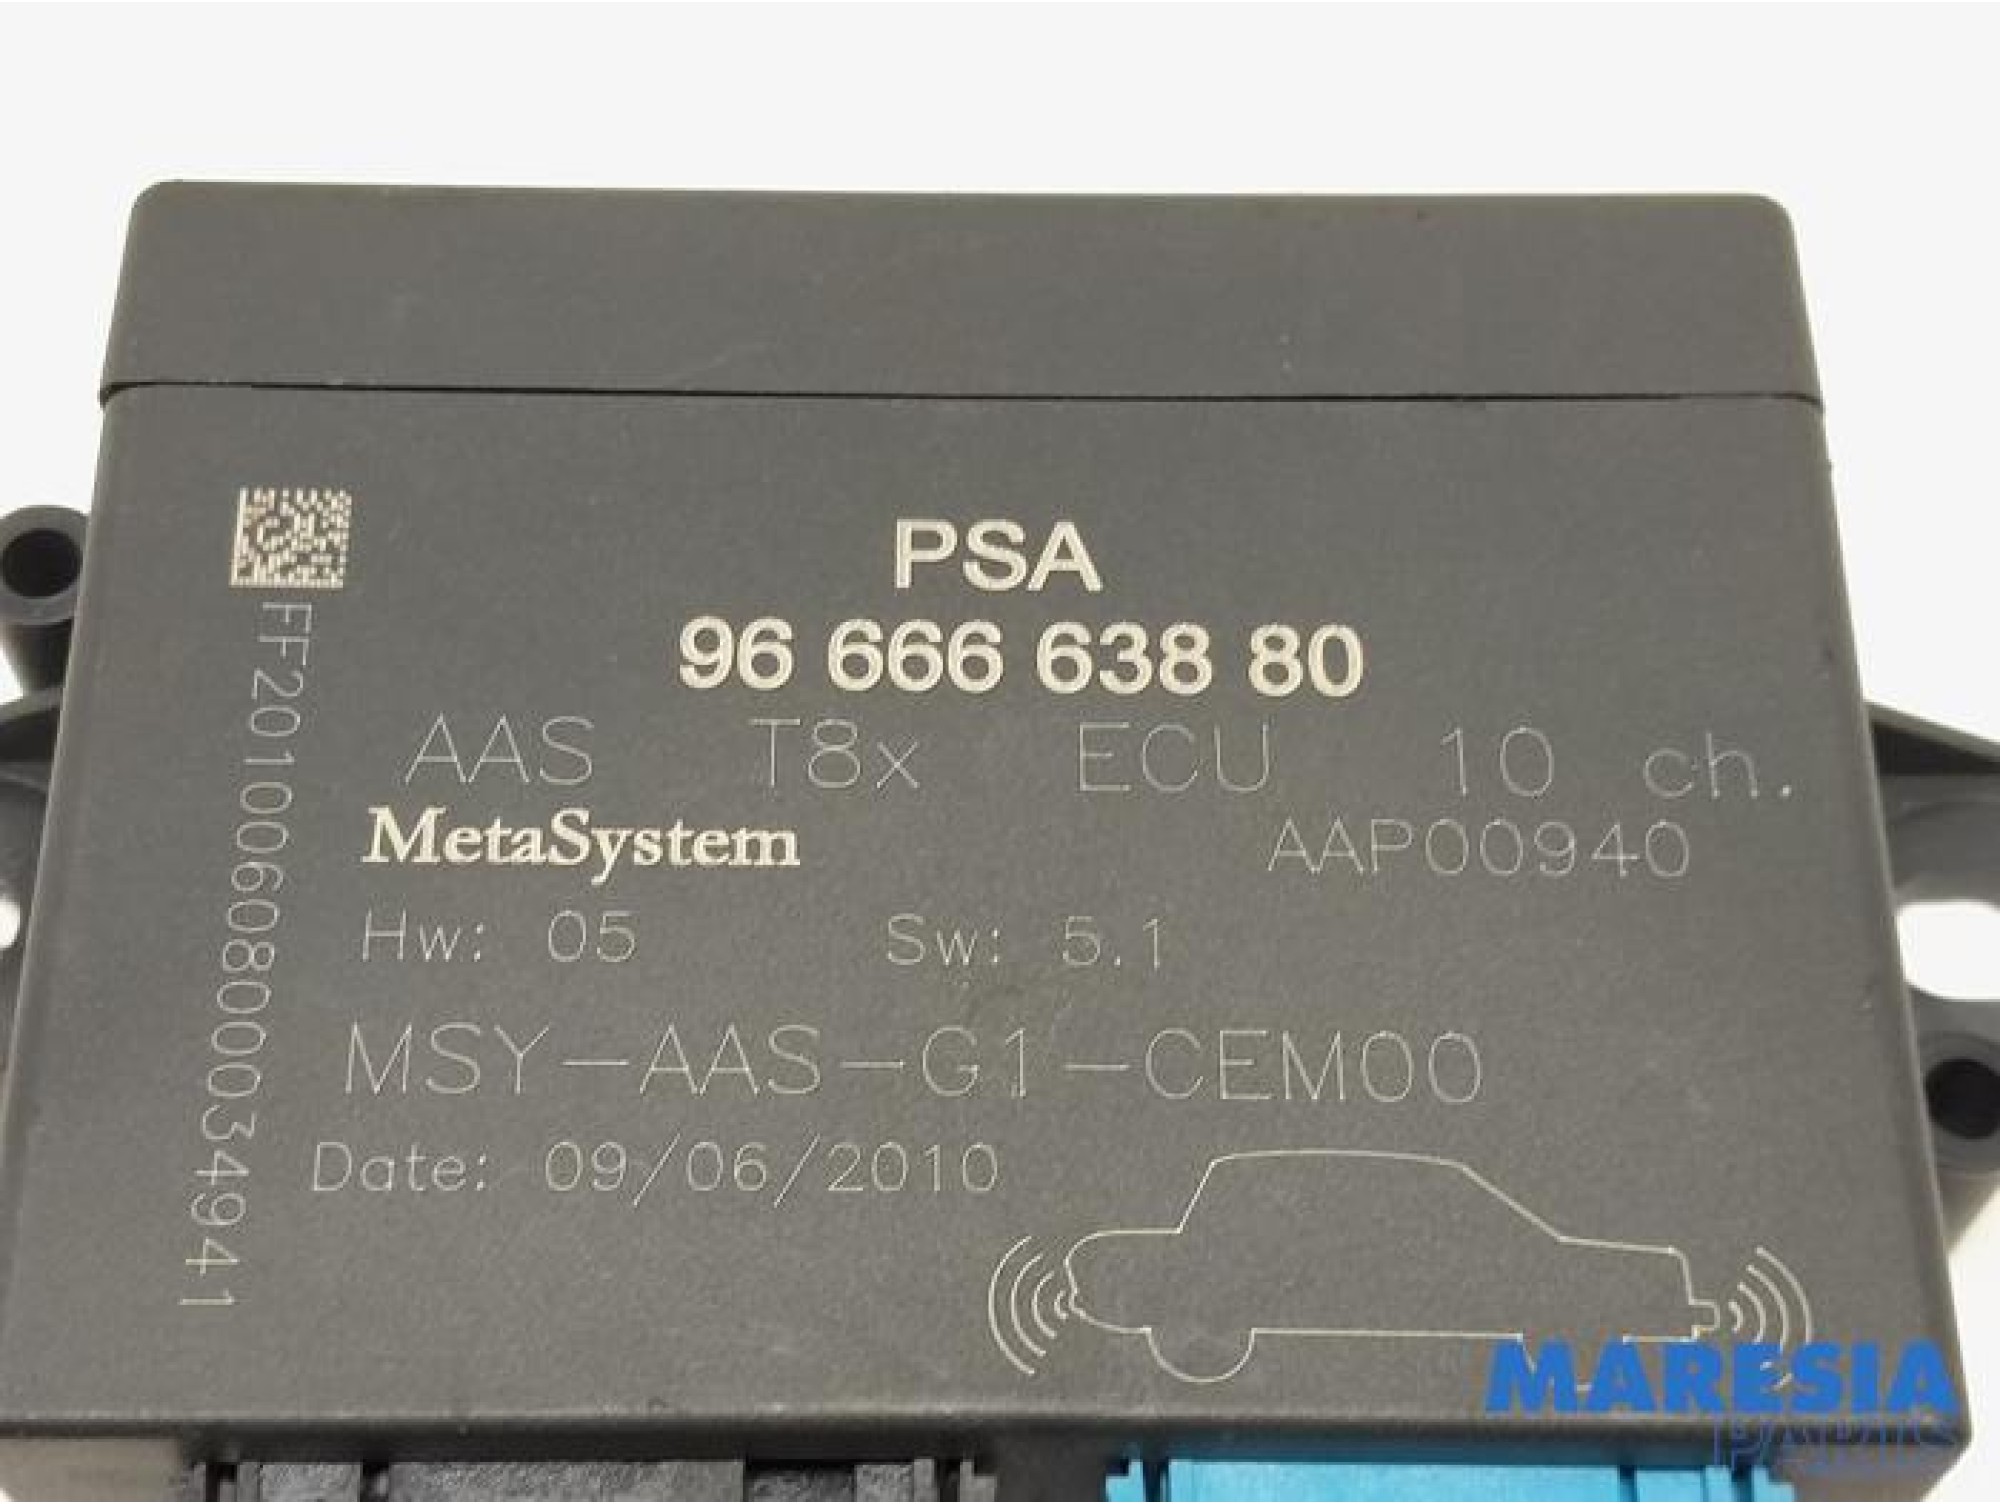 PSA
96 666 638 80
AAS T8x ECU 10 ch.
MetaSystem AAP00940
Hw: 05 Sw: 5.1
MSY-AAS-G1-CEM00
Date: 09/06/2010
FF2010060800034941
MARESIA
PARTS